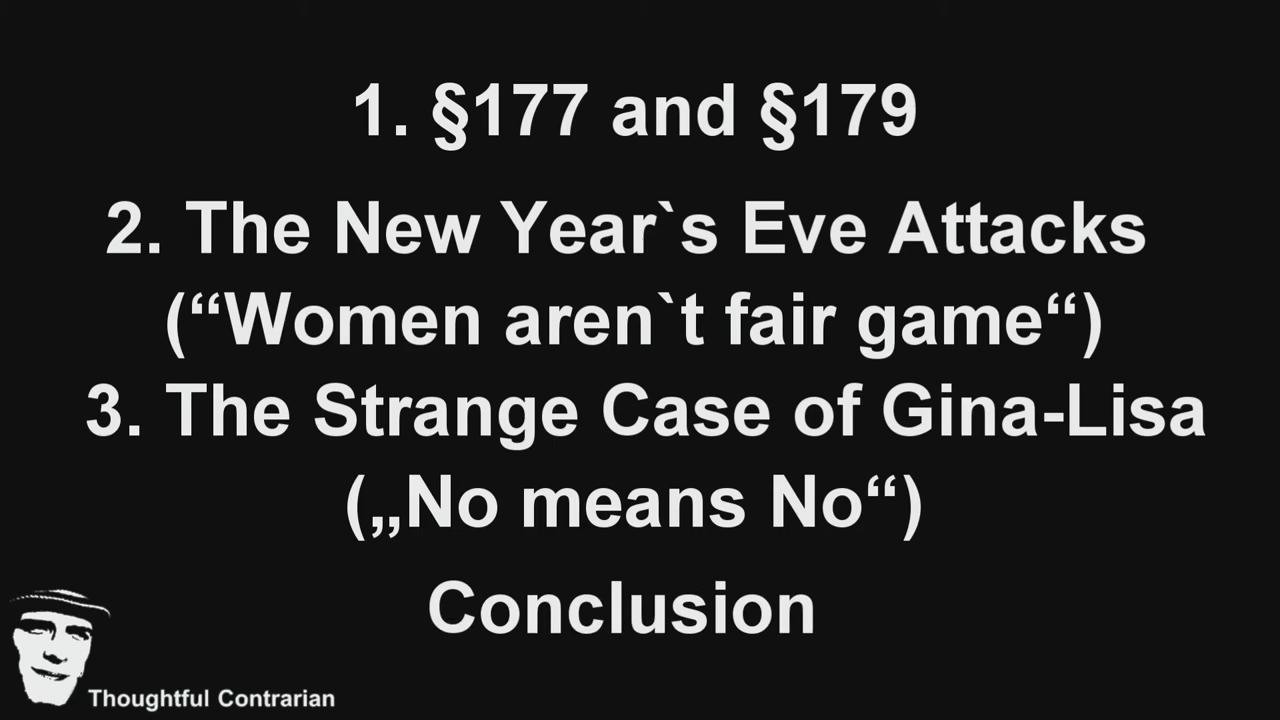 1. §177 and §179
2. The New Year`s Eve Attacks
(“Women aren`t fair game“)
3. The Strange Case of Gina-Lisa
(„No means No“)
Conclusion
Thoughtful Contrarian